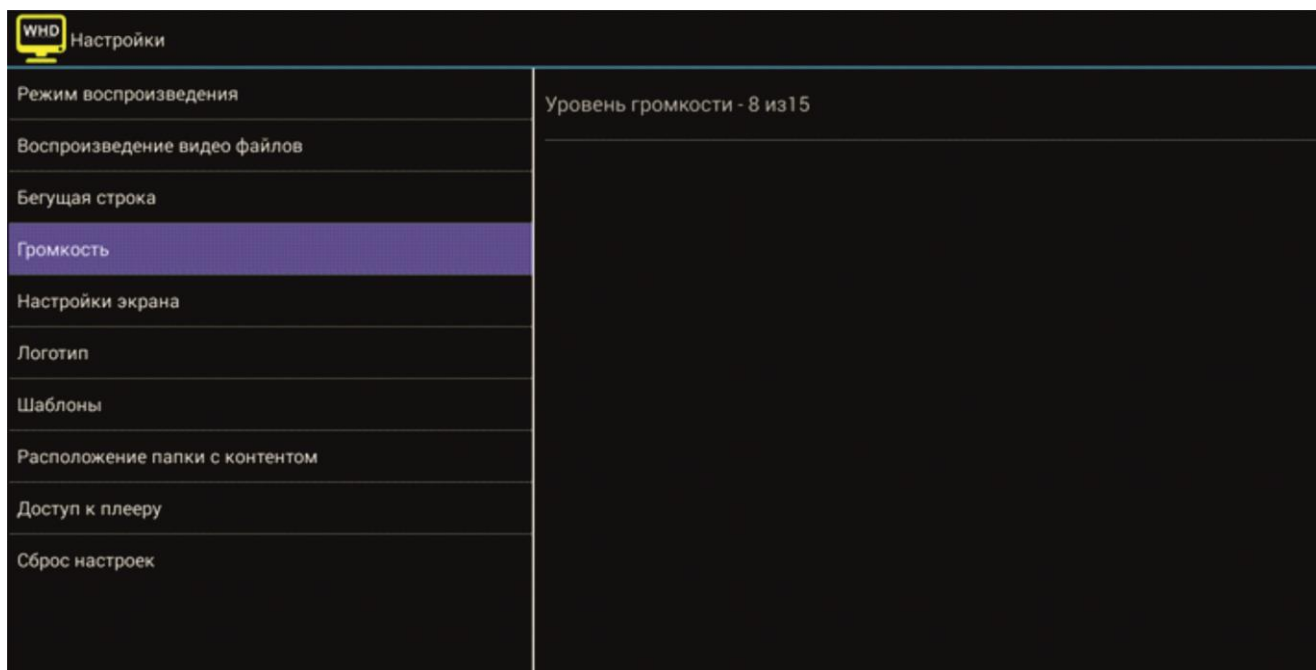 WHD Настройки
Режим воспроизведения
Уровень громкости - 8 из15
Воспроизведение видео файлов
Бегущая строка
Громкость
Настройки экрана
Логотип
Шаблоны
Расположение папки с контентом
Доступ к плееру
Сброс настроек